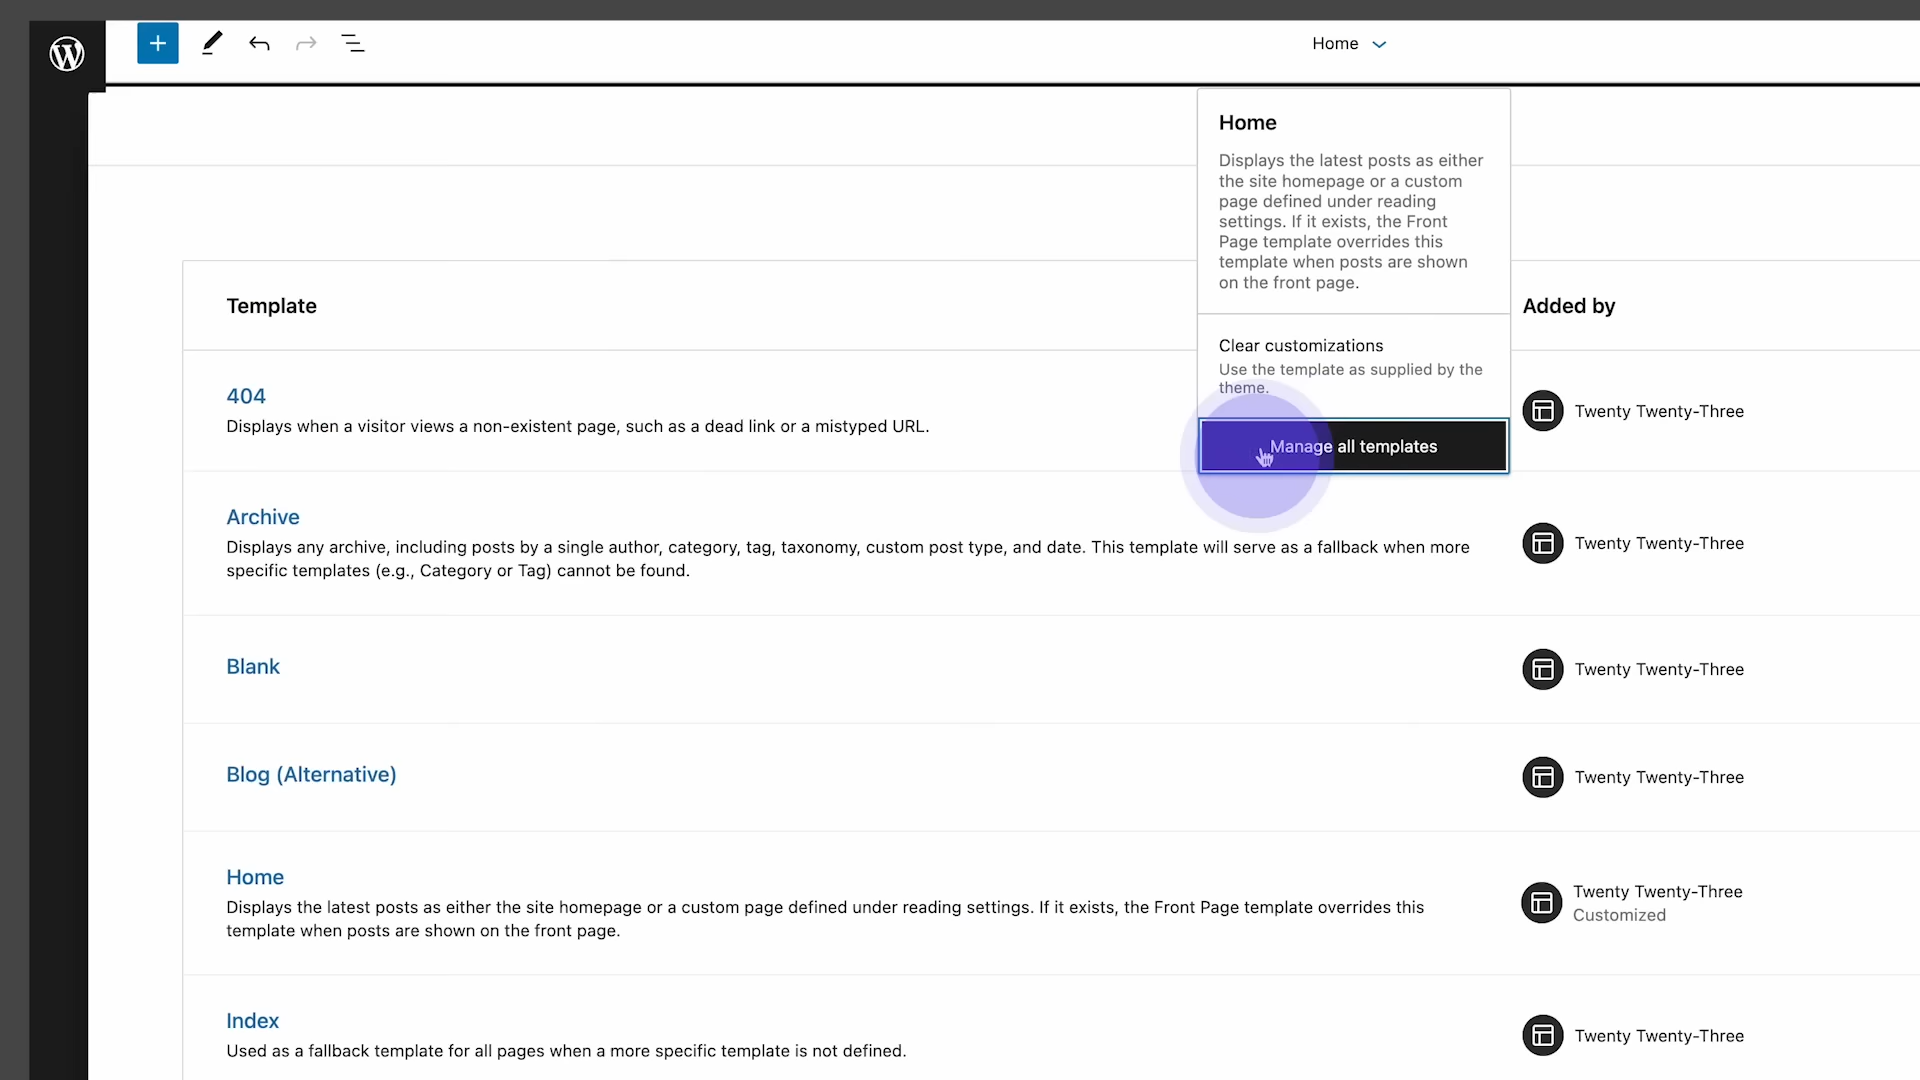 Home
Home
Displays the latest posts as either
the site homepage or a custom
page defined under reading
settings. If it exists, the Front
Page template overrides this
template when posts are shown
on the front page.
Clear customizations
Use the template as supplied by the
theme.
Manage all templates
Template
Added by
404
Displays when a visitor views a non-existent page, such as a dead link or a mistyped URL.
Twenty Twenty-Three
Archive
Displays any archive, including posts by a single author, category, tag, taxonomy, custom post type, and date. This template will serve as a fallback when more
specific templates (e.g., Category or Tag) cannot be found.
Twenty Twenty-Three
Blank
Twenty Twenty-Three
Blog (Alternative)
Twenty Twenty-Three
Home
Displays the latest posts as either the site homepage or a custom page defined under reading settings. If it exists, the Front Page template overrides this
template when posts are shown on the front page.
Twenty Twenty-Three
Customized
Index
Used as a fallback template for all pages when a more specific template is not defined.
Twenty Twenty-Three